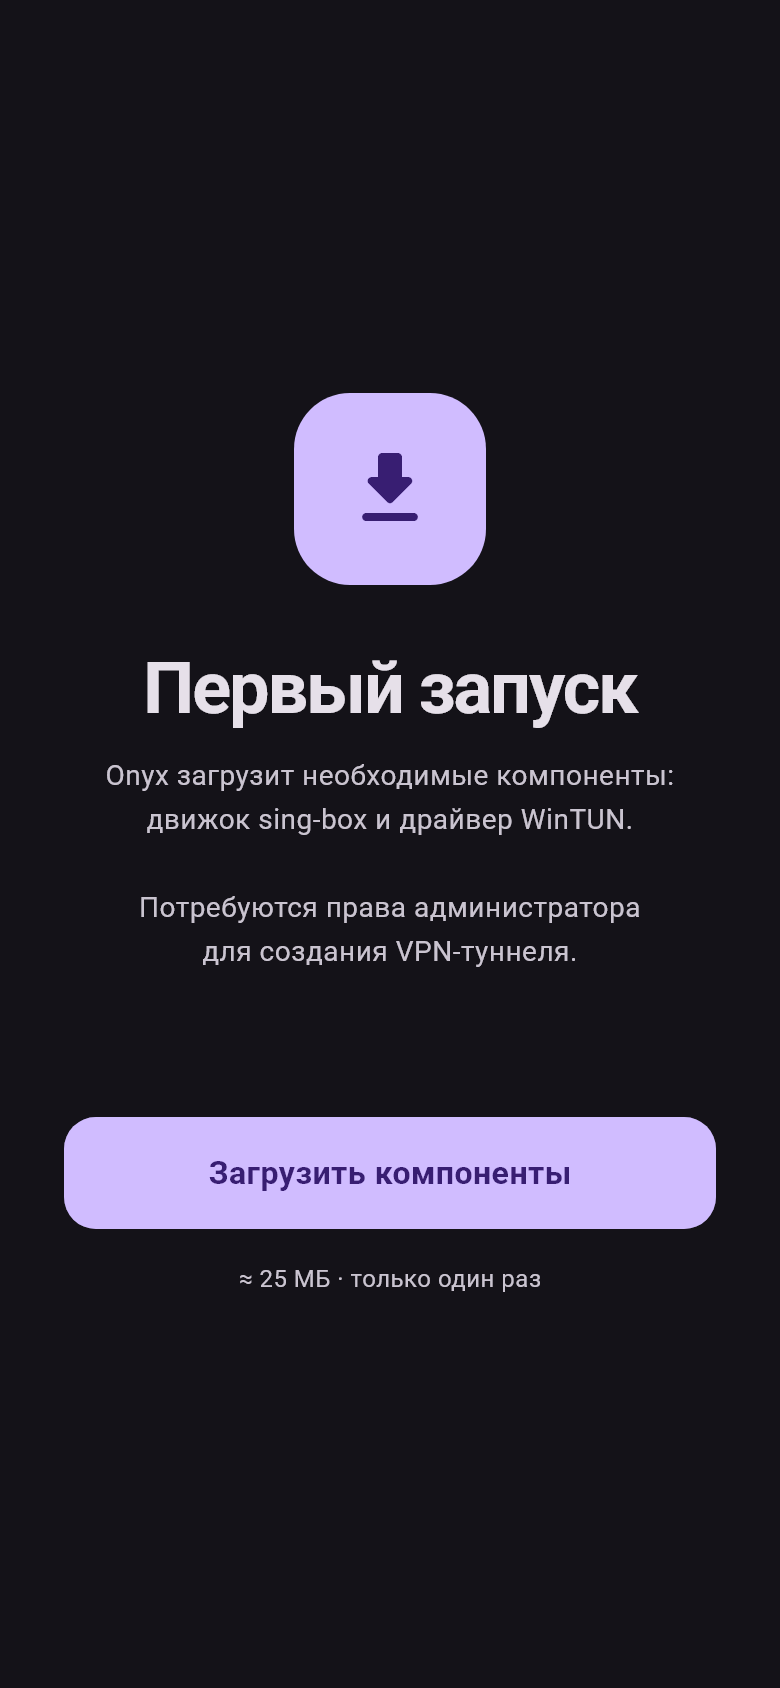 Первый запуск
Onyx загрузит необходимые компоненты:
движок sing-box и драйвер WinTUN.
Потребуются права администратора
для создания VPN-туннеля.
Загрузить компоненты
≈ 25 МБ · только один раз